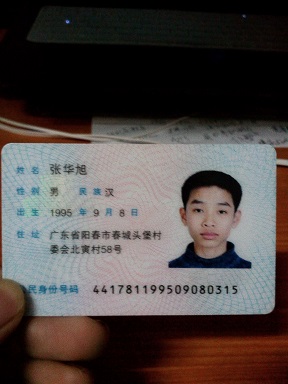 姓名 张华旭
性别 男 民族 汉
出生 1995 年 9 月 8 日
住址 广东省阳春市春城头堡村
委会北寅村58号
民身份号码 441781199509080315